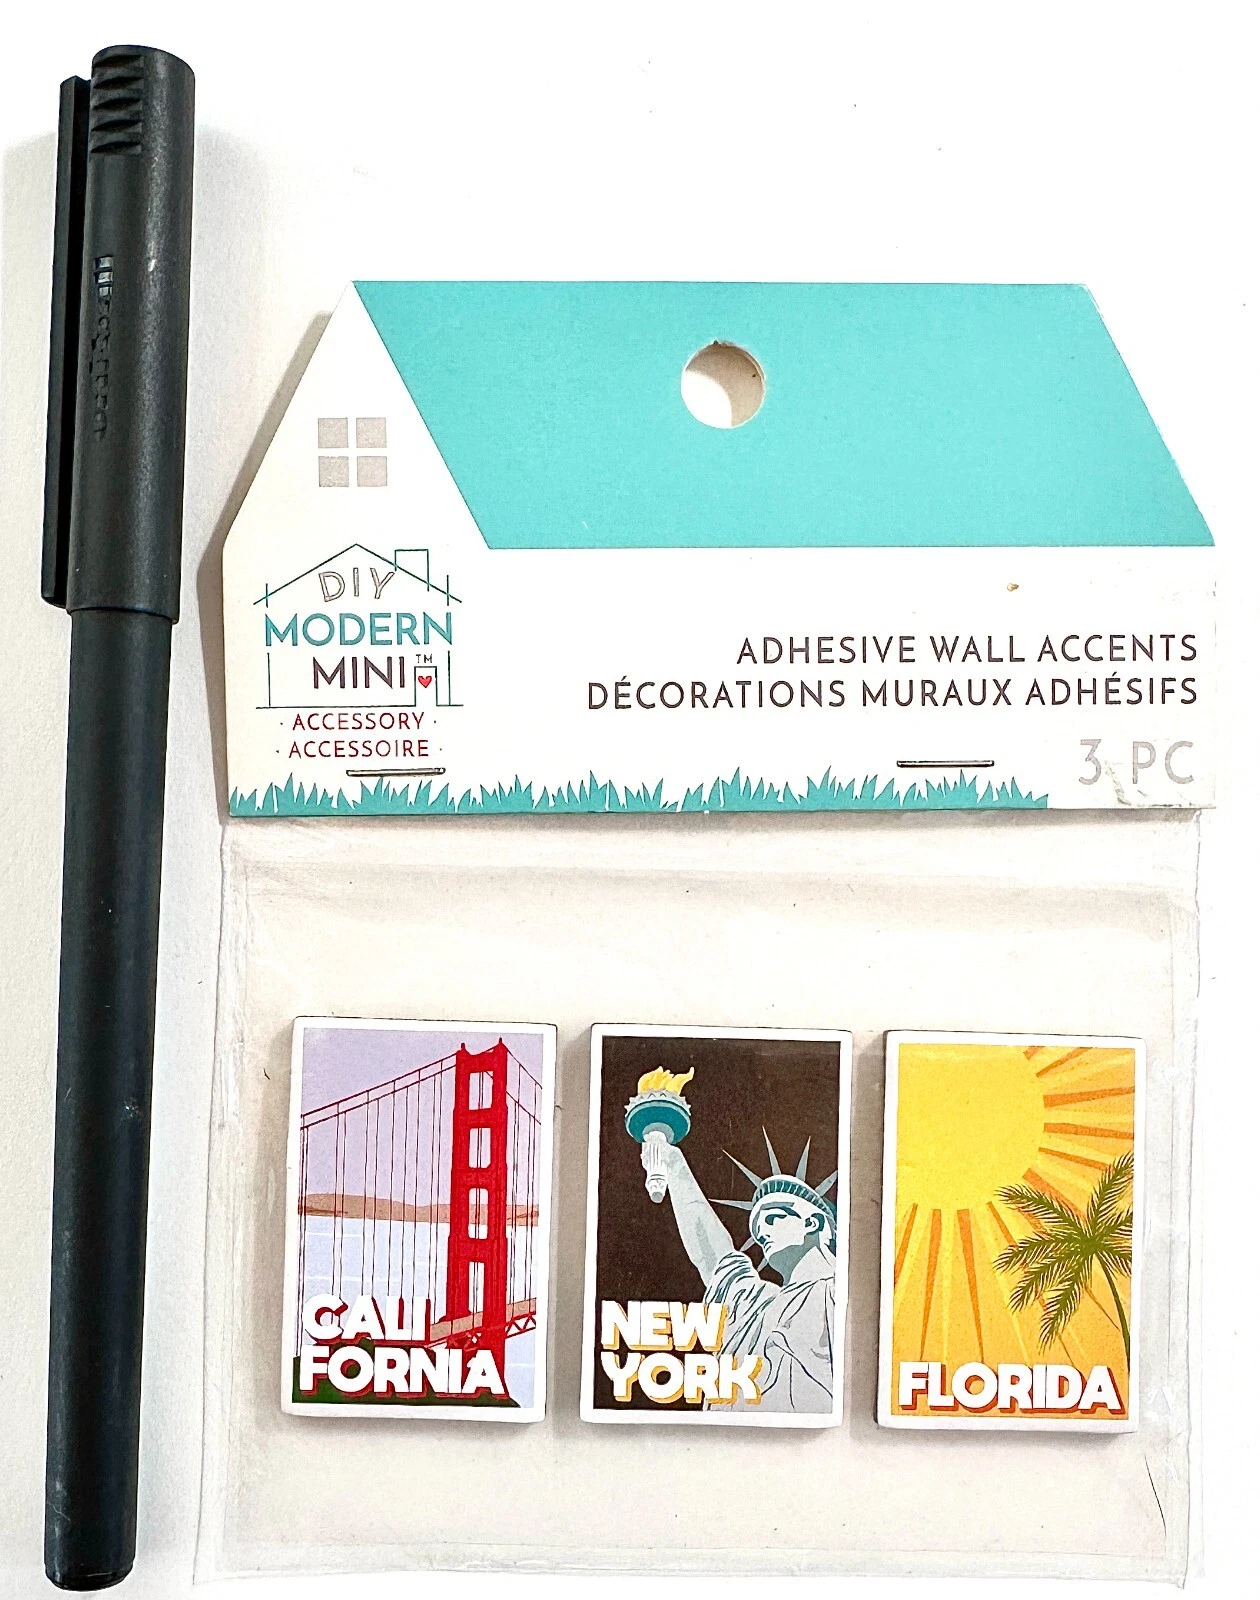 DIY
MODERN
MINI™
· ACCESSORY ·
· ACCESSOIRE ·
ADHESIVE WALL ACCENTS
DÉCORATIONS MURAUX ADHÉSIFS
3 PC
CALI
FORNIA
NEW
YORK
FLORIDA